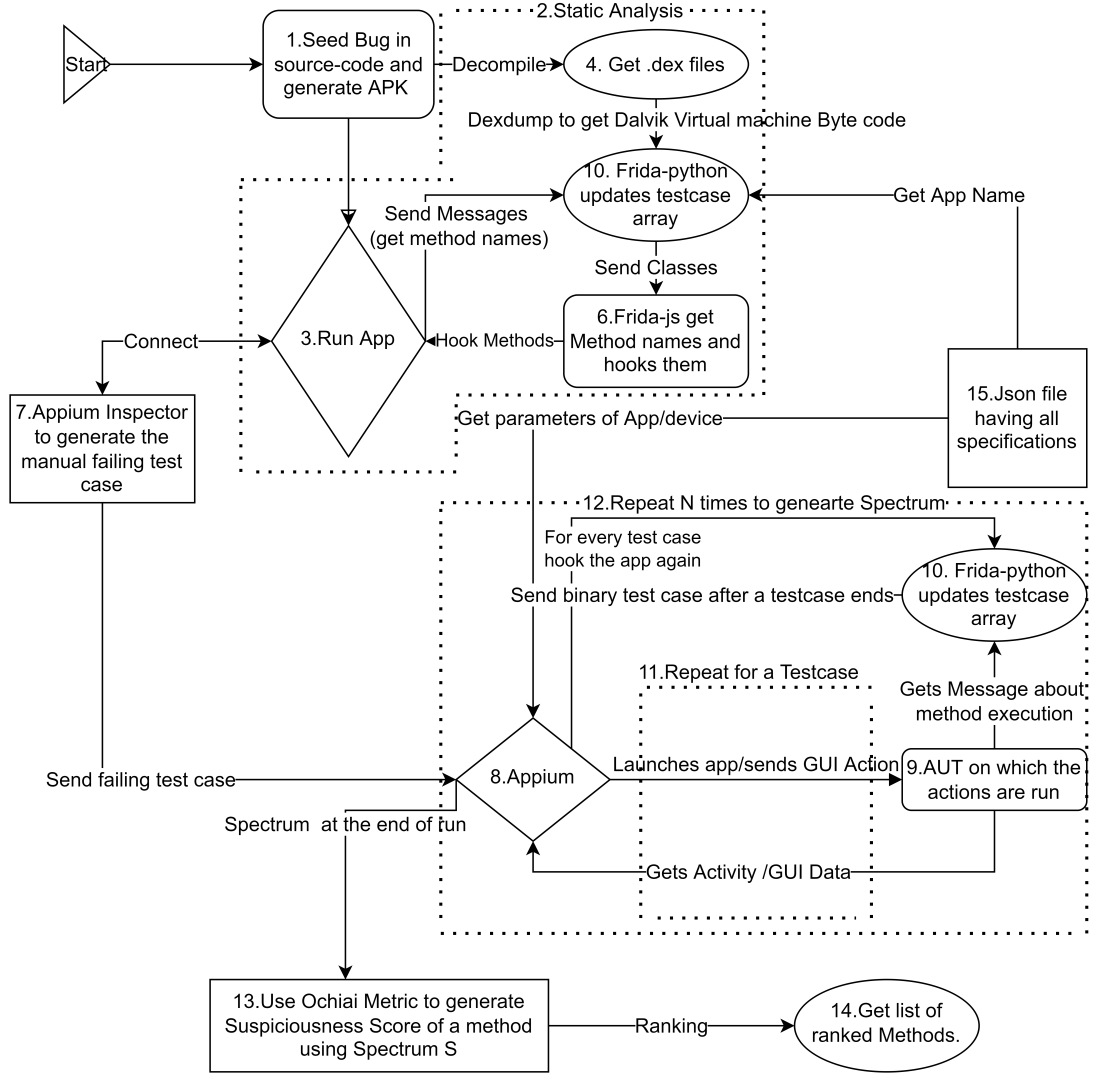 2.Static Analysis
Start
1.Seed Bug in
source-code and
generate APK
Decompile
4. Get .dex files
Dexdump to get Dalvik Virtual machine Byte code
10. Frida-python
updates testcase
array
Get App Name
Send Messages
(get method names)
Send Classes
3.Run App
Hook Methods
6.Frida-js get
Method names and
hooks them
Connect
7.Appium Inspector
to generate the
manual failing test
case
Get parameters of App/device
15.Json file
having all
specifications
12.Repeat N times to genearte Spectrum
For every test case
hook the app again
10. Frida-python
updates testcase
array
Send binary test case after a testcase ends
11.Repeat for a Testcase
Gets Message about
method execution
Send failing test case
8.Appium
Launches app/sends GUI Action
9.AUT on which the
actions are run
Spectrum  at the end of run
Gets Activity /GUI Data
13.Use Ochiai Metric to generate
Suspiciousness Score of a method
using Spectrum S
Ranking
14.Get list of
ranked Methods.